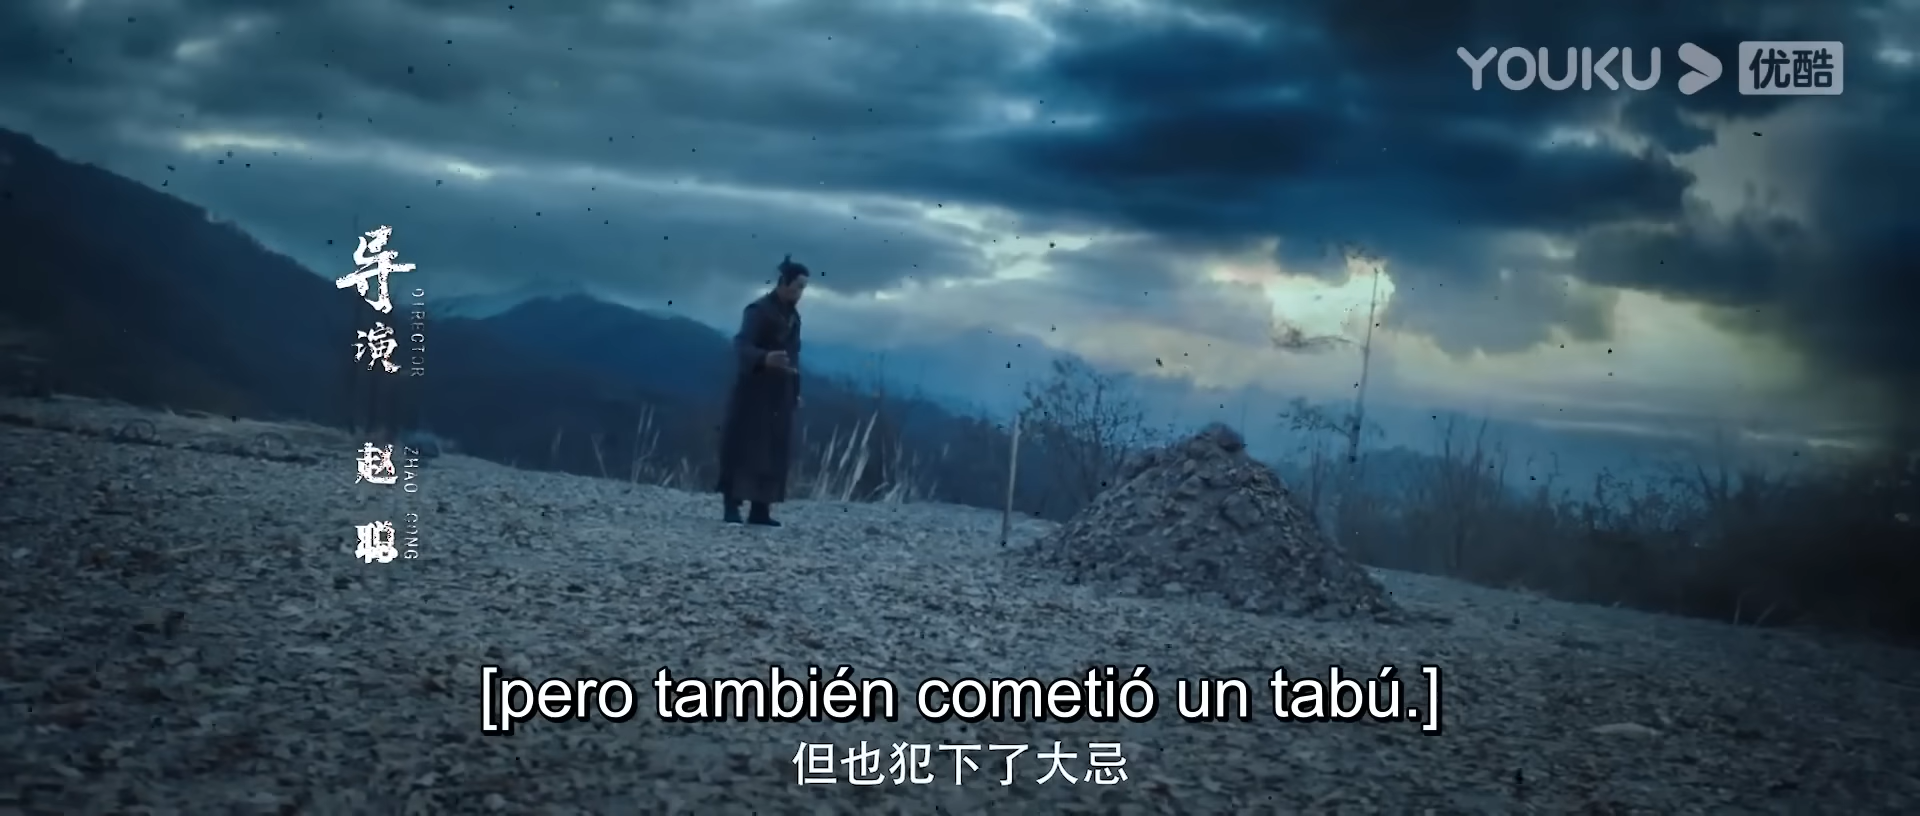 YOUKU 优酷
导演
DIRECTOR
赵聪
ZHAO CONG
[pero también cometió un tabú.]
但也犯下了大忌